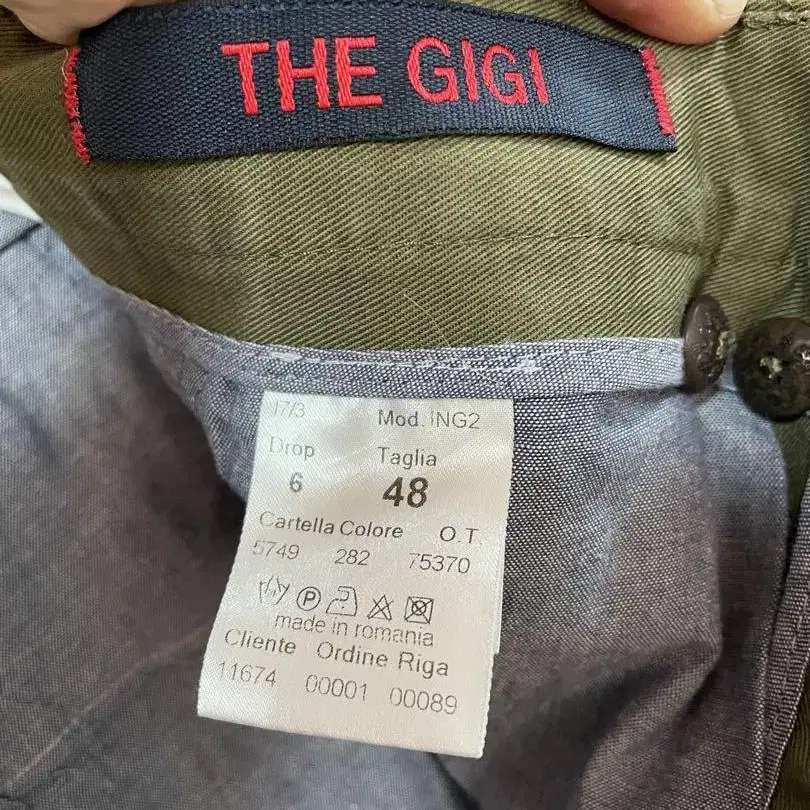 THE GIGI
17/3 Mod. ING2
Drop Taglia
6 48
Cartella Colore O.T.
5749 282 75370
P
made in romania
Cliente Ordine Riga
11674 00001 00089